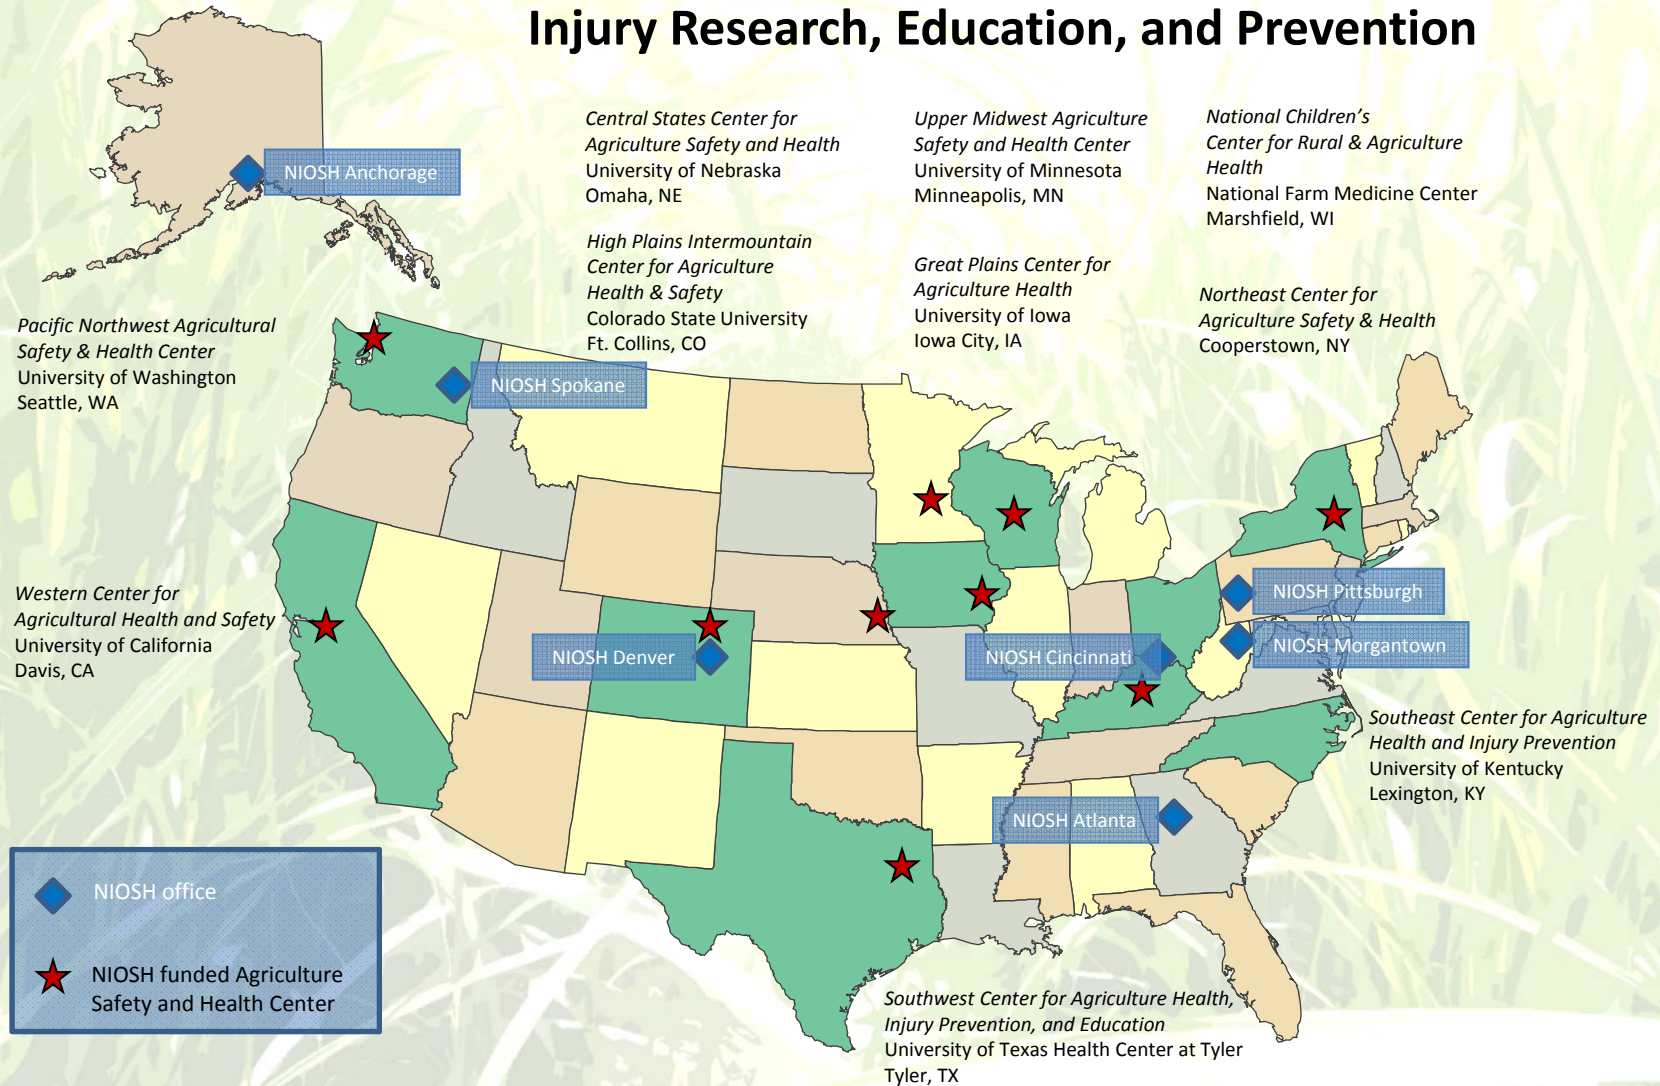 Injury Research, Education, and Prevention
Central States Center for
Agriculture Safety and Health
University of Nebraska
Omaha, NE
Upper Midwest Agriculture
Safety and Health Center
University of Minnesota
Minneapolis, MN
National Children's
Center for Rural & Agriculture
Health
National Farm Medicine Center
Marshfield, WI
NIOSH Anchorage
High Plains Intermountain
Center for Agriculture
Health & Safety
Colorado State University
Ft. Collins, CO
Great Plains Center for
Agriculture Health
University of Iowa
Iowa City, IA
Northeast Center for
Agriculture Safety & Health
Cooperstown, NY
Pacific Northwest Agricultural
Safety & Health Center
University of Washington
Seattle, WA
NIOSH Spokane
Western Center for
Agricultural Health and Safety
University of California
Davis, CA
NIOSH Denver
NIOSH Cincinnati
NIOSH Pittsburgh
NIOSH Morgantown
Southeast Center for Agriculture
Health and Injury Prevention
University of Kentucky
Lexington, KY
NIOSH Atlanta
NIOSH office
NIOSH funded Agriculture
Safety and Health Center
Southwest Center for Agriculture Health,
Injury Prevention, and Education
University of Texas Health Center at Tyler
Tyler, TX